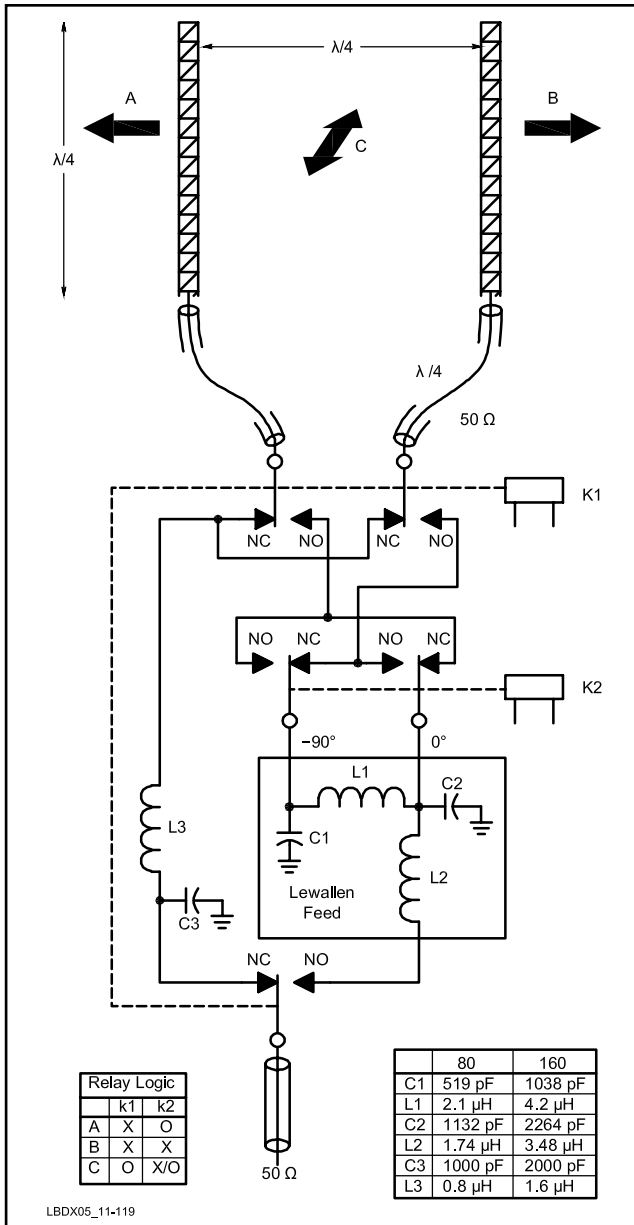 λ/4
A
B
C
λ/4
λ /4
50 Ω
K1
NC
NO
NC
NO
NO
NC
NO
NC
K2
−90°
0°
L1
C2
C1
L3
L2
Lewallen
Feed
C3
NC
NO
Relay Logic
k1 k2
A X O
B X X
C O X/O
50 Ω
80 160
C1 519 pF 1038 pF
L1 2.1 μH 4.2 μH
C2 1132 pF 2264 pF
L2 1.74 μH 3.48 μH
C3 1000 pF 2000 pF
L3 0.8 μH 1.6 μH
LBDX05_11-119